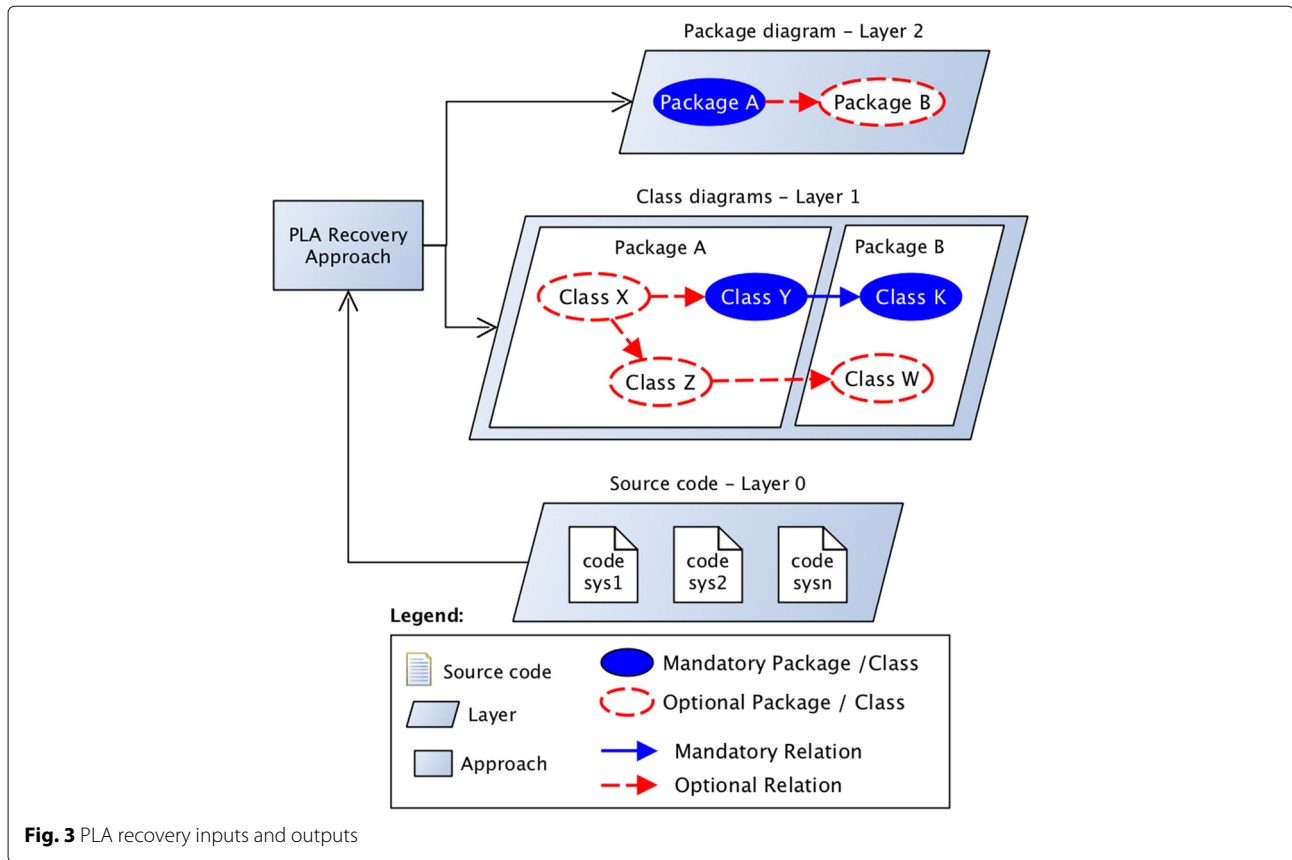 Package diagram – Layer 2
Package A
Package B
Class diagrams – Layer 1
PLA Recovery
Approach
Package A
Package B
Class X
Class Y
Class K
Class Z
Class W
Source code – Layer 0
code
sys1
code
sys2
code
sysn
Legend:
Source code
Mandatory Package /Class
Optional Package / Class
Layer
Mandatory Relation
Approach
Optional Relation
Fig. 3 PLA recovery inputs and outputs